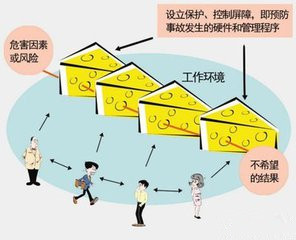 设立保护、控制屏障，即预防
事故发生的硬件和管理程序
危害因素
或风险
工作环境
不希望
的结果